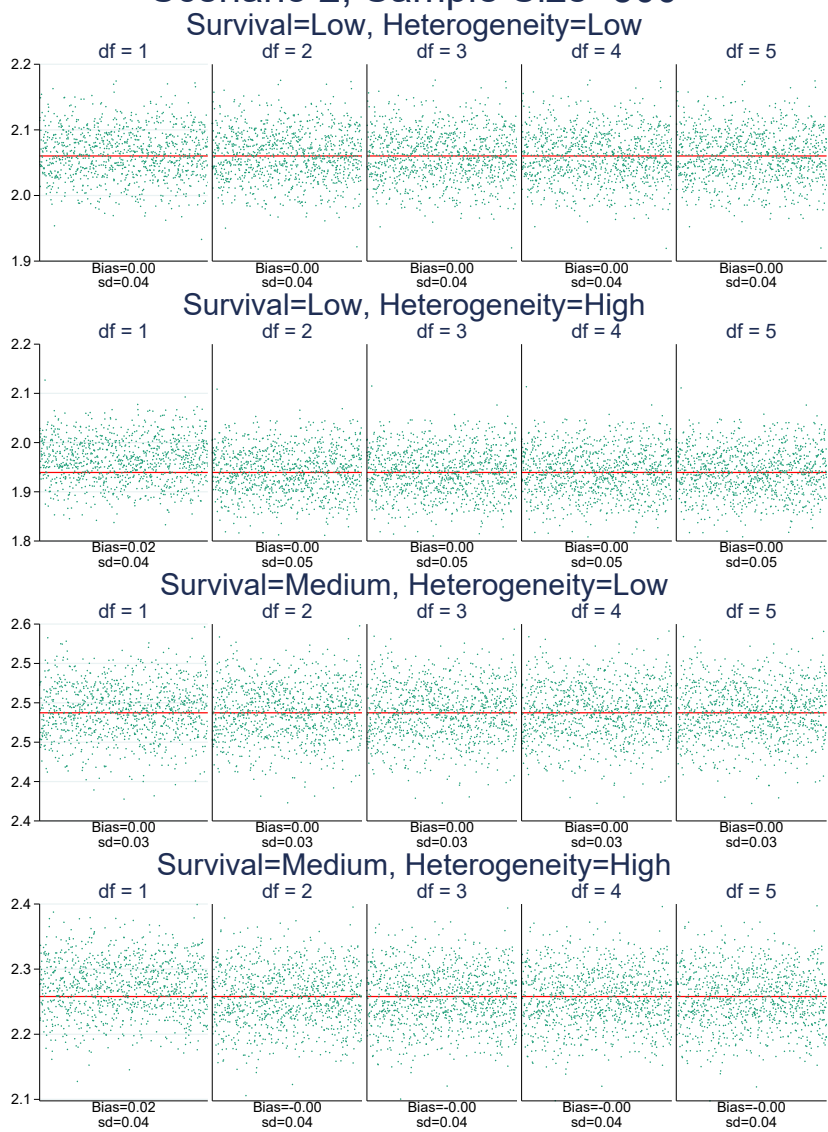 Survival=Low, Heterogeneity=Low
df = 1 df = 2 df = 3 df = 4 df = 5
2.2
2.1
2.0
1.9
Bias=0.00 Bias=0.00 Bias=0.00 Bias=0.00 Bias=0.00
sd=0.04 sd=0.04 sd=0.04 sd=0.04 sd=0.04
Survival=Low, Heterogeneity=High
df = 1 df = 2 df = 3 df = 4 df = 5
2.2
2.1
2.0
1.9
1.8
Bias=0.02 Bias=0.00 Bias=0.00 Bias=0.00 Bias=0.00
sd=0.04 sd=0.05 sd=0.05 sd=0.05 sd=0.05
Survival=Medium, Heterogeneity=Low
df = 1 df = 2 df = 3 df = 4 df = 5
2.6
2.5
2.5
2.5
2.4
2.4
Bias=0.00 Bias=0.00 Bias=0.00 Bias=0.00 Bias=0.00
sd=0.03 sd=0.03 sd=0.03 sd=0.03 sd=0.03
Survival=Medium, Heterogeneity=High
df = 1 df = 2 df = 3 df = 4 df = 5
2.4
2.3
2.2
2.1
Bias=0.02 Bias=-0.00 Bias=-0.00 Bias=-0.00 Bias=-0.00
sd=0.04 sd=0.04 sd=0.04 sd=0.04 sd=0.04